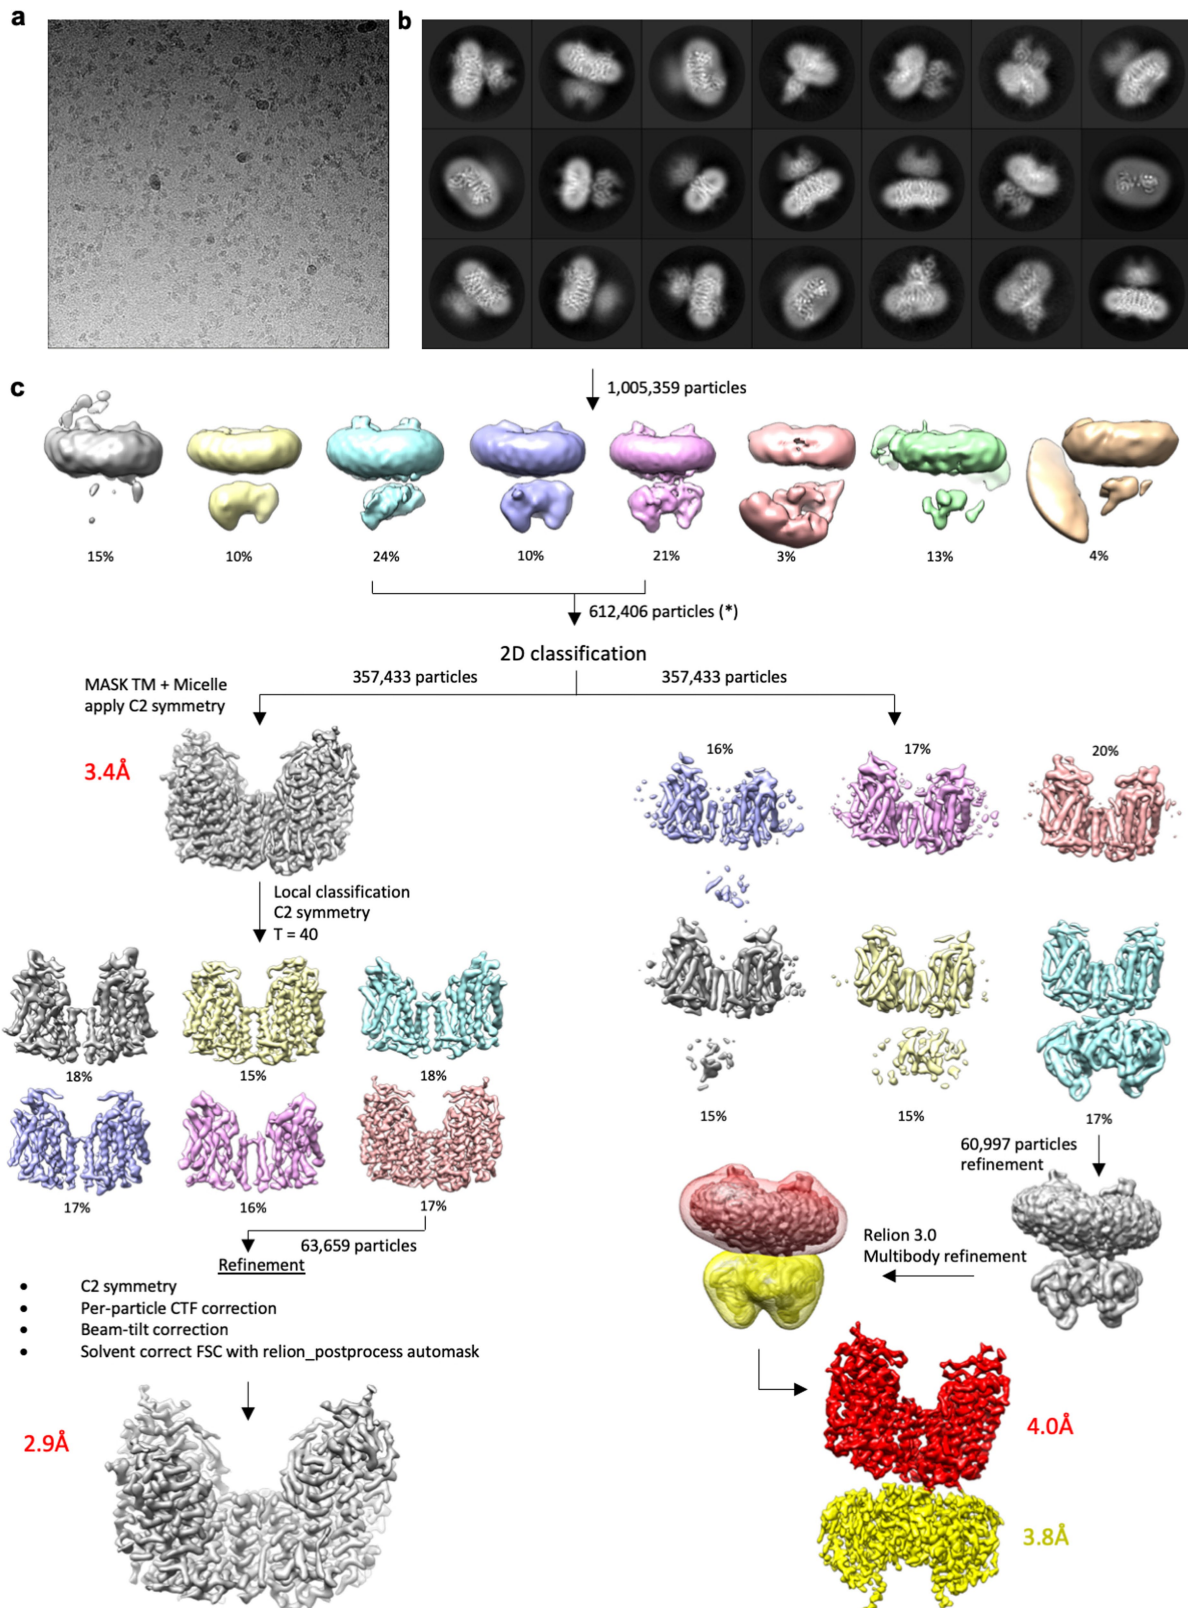 a
b
c
1,005,359 particles
15%
10%
24%
10%
21%
3%
13%
4%
612,406 particles (*)
2D classification
357,433 particles
357,433 particles
MASK TM + Micelle
apply C2 symmetry
3.4Å
Local classification
C2 symmetry
T = 40
18%
15%
18%
17%
16%
17%
63,659 particles
Refinement
• C2 symmetry
• Per-particle CTF correction
• Beam-tilt correction
• Solvent correct FSC with relion_postprocess automask
2.9Å
16%
17%
20%
15%
15%
17%
60,997 particles
refinement
Relion 3.0
Multibody refinement
4.0Å
3.8Å